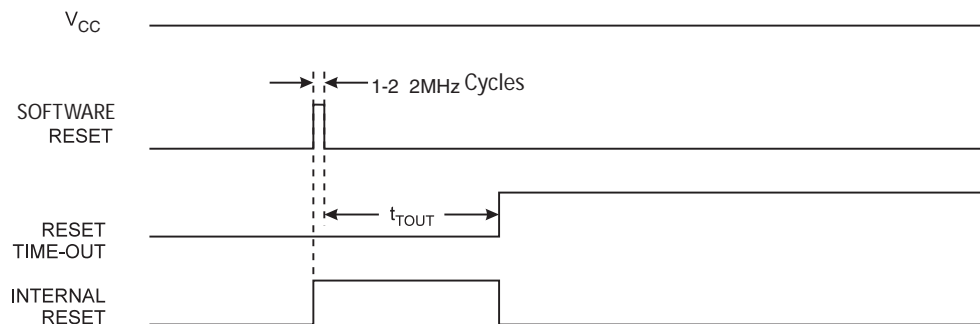 VCC
1-2 2MHz Cycles
SOFTWARE
RESET
tTOUT
RESET
TIME-OUT
INTERNAL
RESET